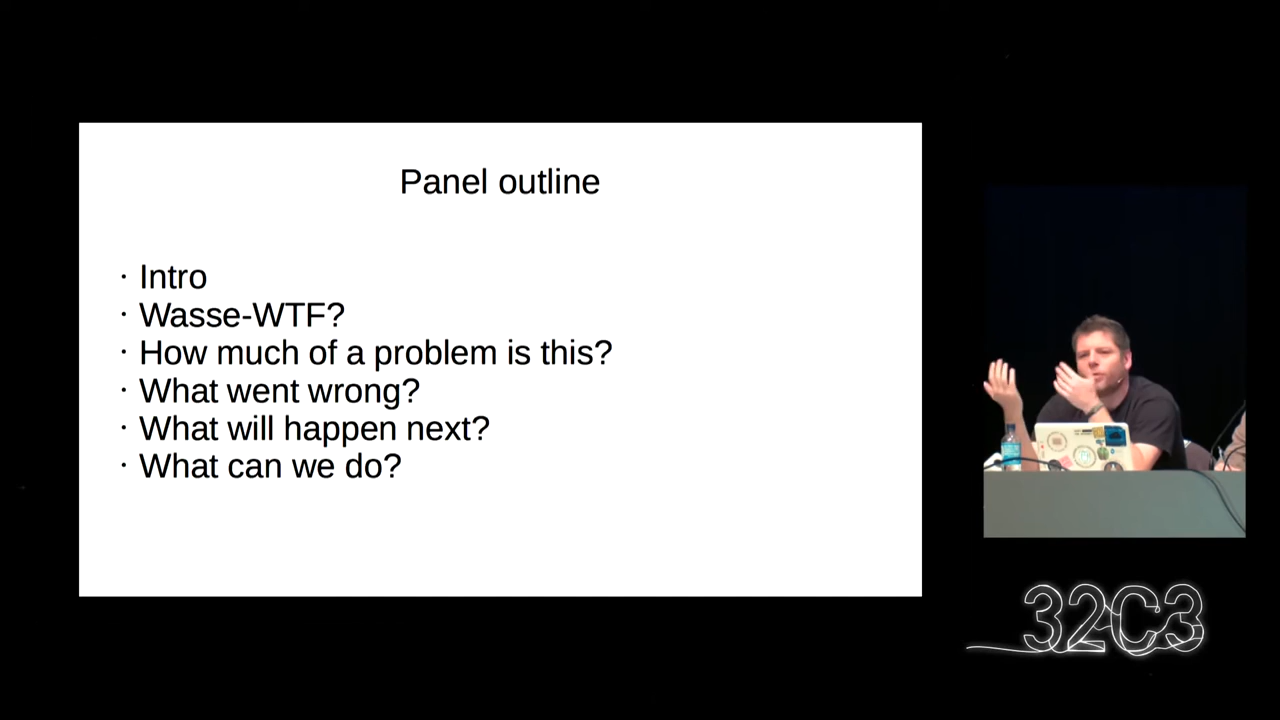 Panel outline
· Intro
· Wasse-WTF?
· How much of a problem is this?
· What went wrong?
· What will happen next?
· What can we do?
32C3